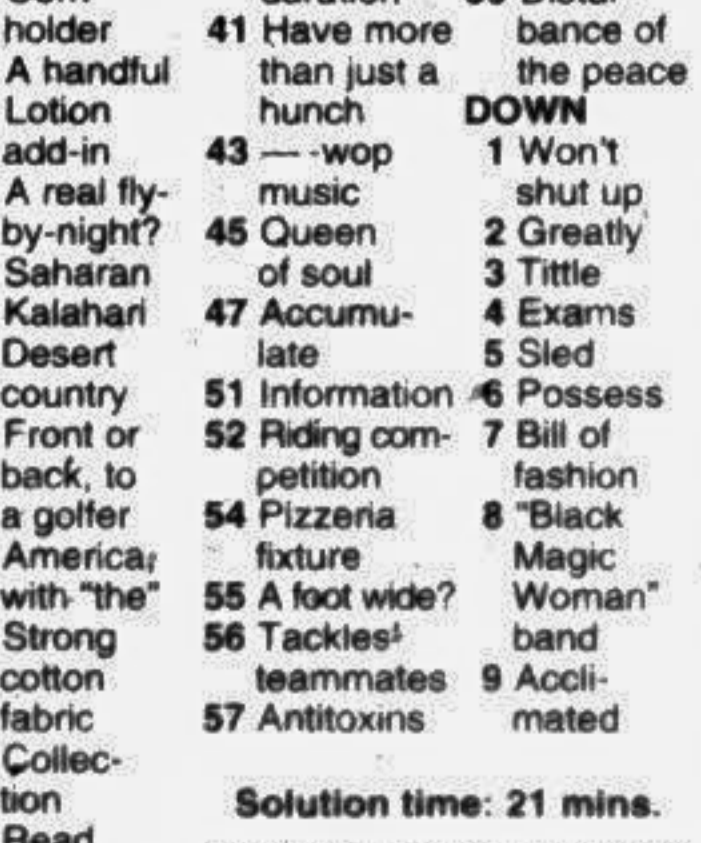 holder
A handful
Lotion
add-in
A real fly-
by-night?
Saharan
Kalahari
Desert
country
Front or
back, to
a golfer
America,
with "the"
Strong
cotton
fabric
Collec-
tion
Read
41 Have more
than just a
hunch
43 — -wop
music
45 Queen
of soul
47 Accumu-
late
51 Information
52 Riding com-
petition
54 Pizzeria
fixture
55 A foot wide?
56 Tackles'
teammates
57 Antitoxins
bance of
the peace
DOWN
1 Won't
shut up
2 Greatly
3 Tittle
4 Exams
5 Sled
6 Possess
7 Bill of
fashion
8 "Black
Magic
Woman"
band
9 Accli-
mated
Solution time: 21 mins.